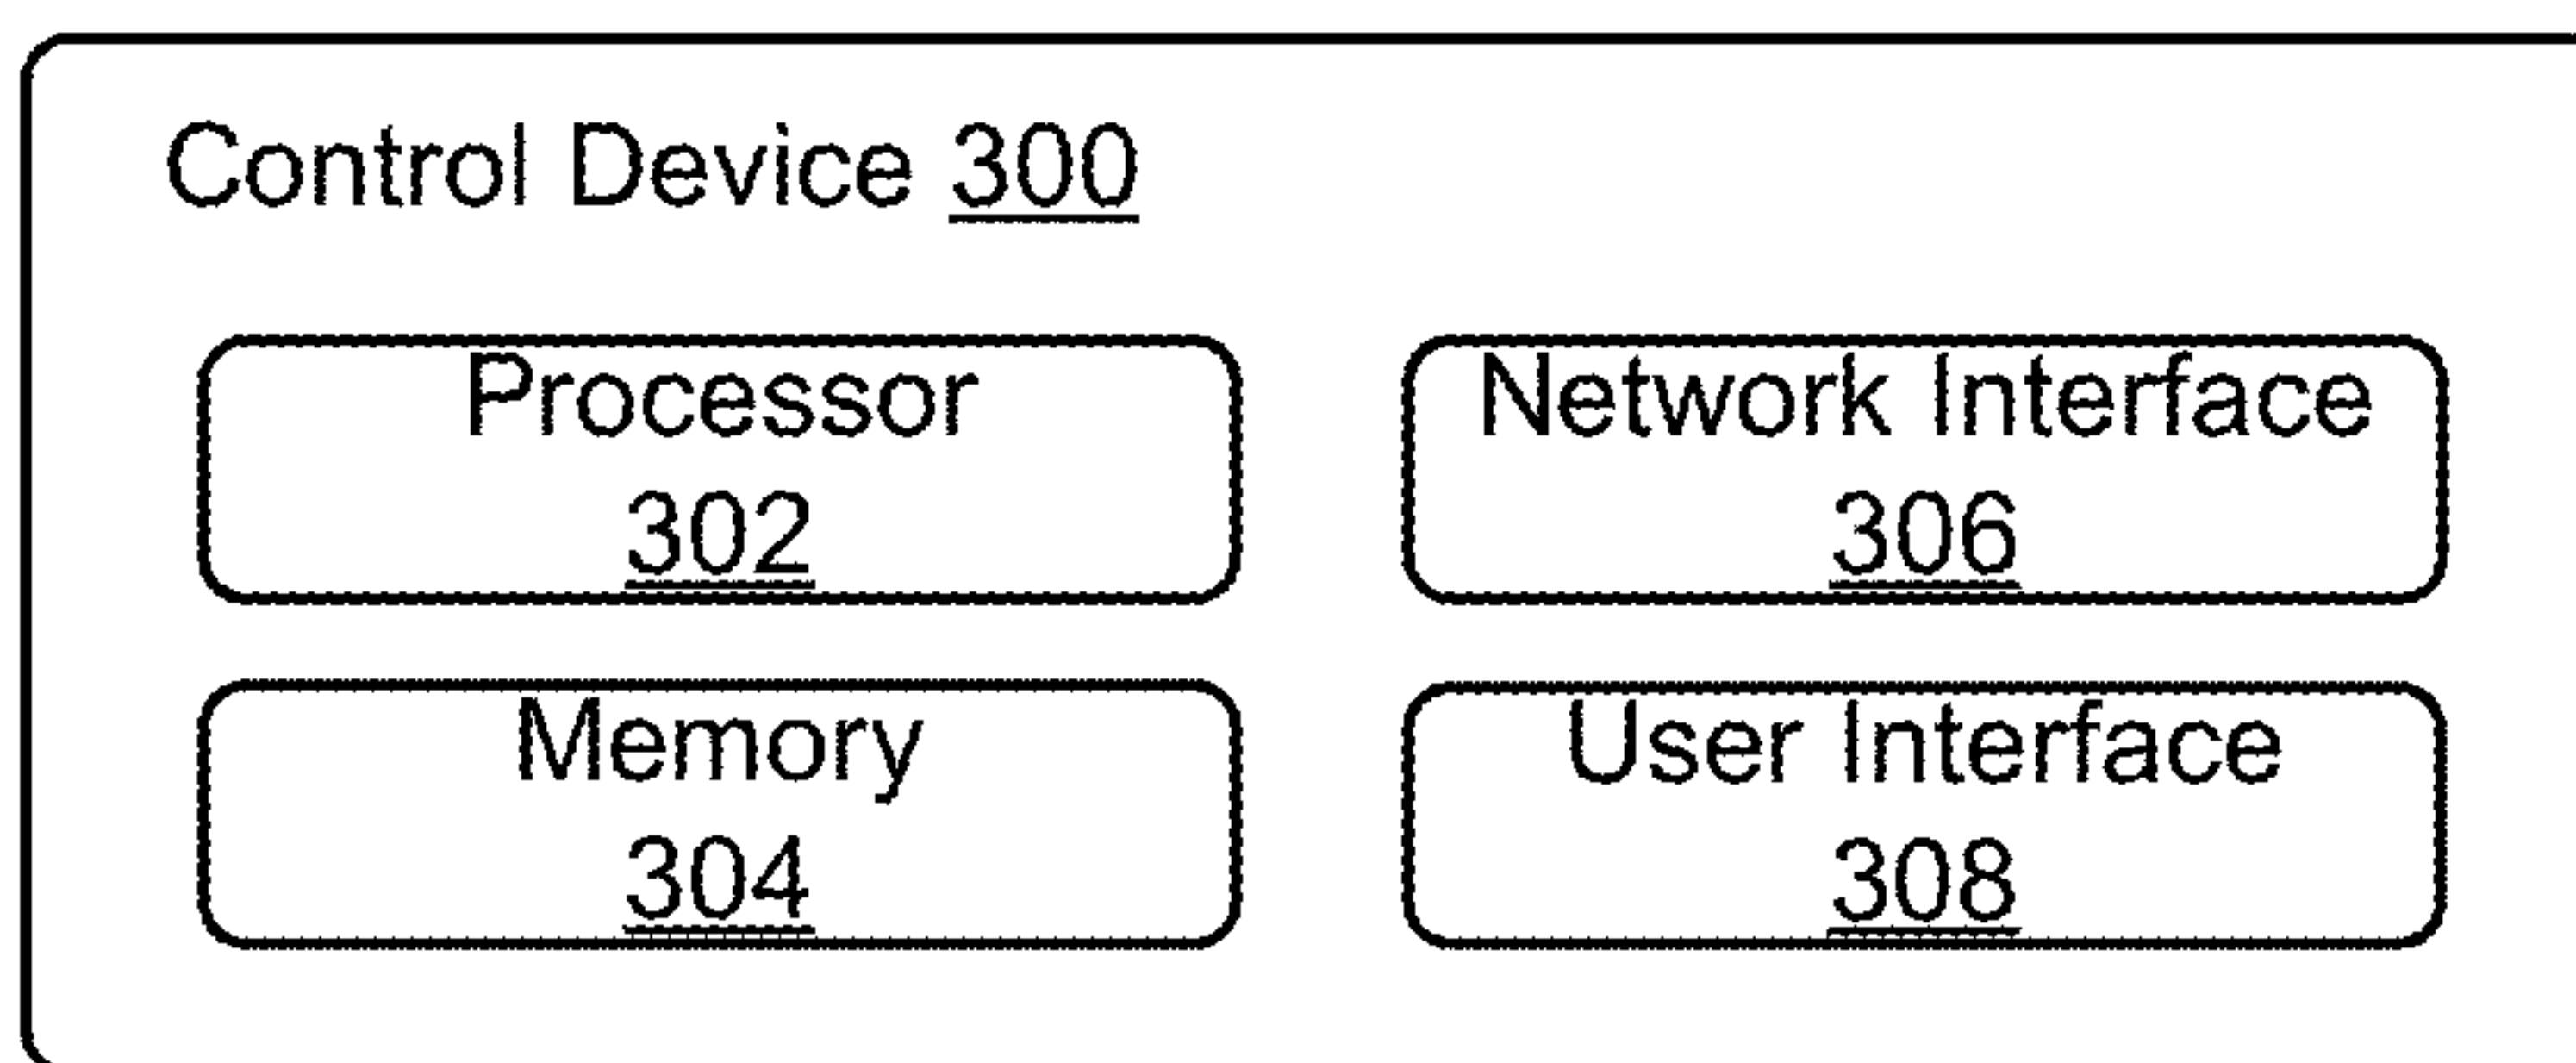 Control Device 300
Processor
302
Network Interface
306
Memory
304
User Interface
308